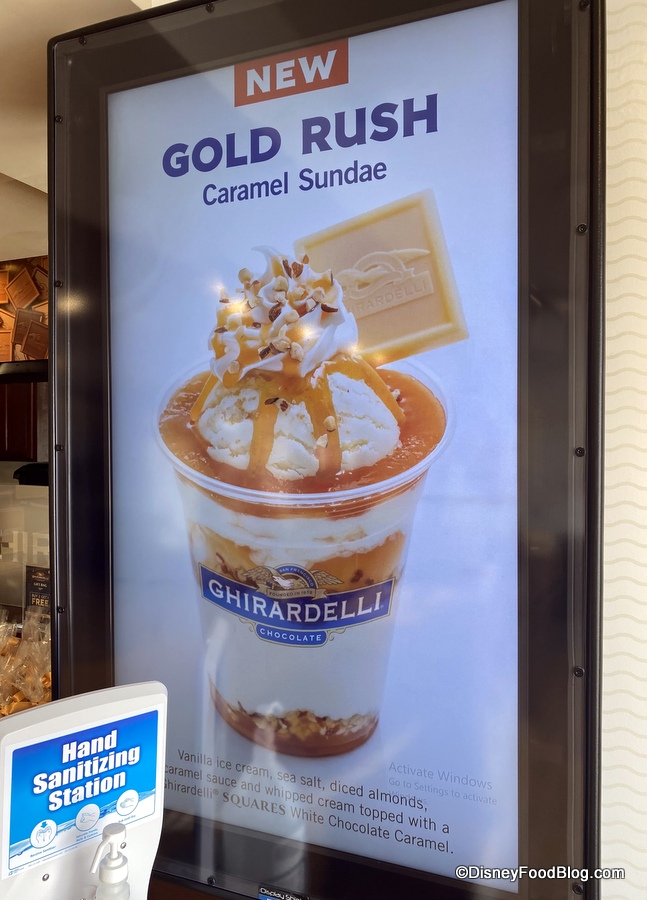 NEW
GOLD RUSH
Caramel Sundae
GHIRARDELLI
SAN FRANCISCO
GHIRARDELLI
CHOCOLATE
FREE
Hand
Sanitizing
Station
Vanilla ice cream, sea salt, diced almonds,
caramel sauce and whipped cream topped with a
Ghirardelli® SQUARES White Chocolate Caramel.
Activate Windows
Go to Settings to activate
©DisneyFoodBlog.com